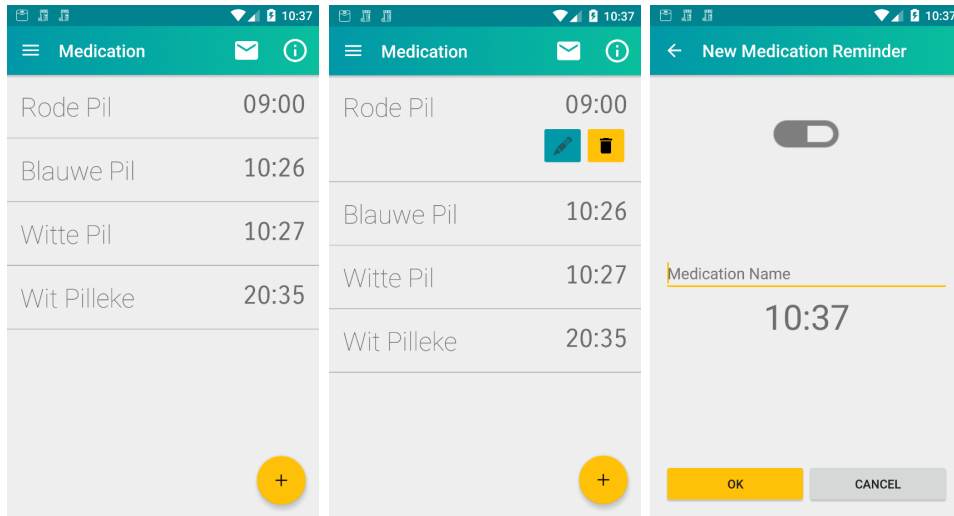 10:37
Medication
Rode Pil 09:00
Blauwe Pil 10:26
Witte Pil 10:27
Wit Pilleke 20:35
10:37
Medication
Rode Pil 09:00
Blauwe Pil 10:26
Witte Pil 10:27
Wit Pilleke 20:35
10:37
New Medication Reminder
Medication Name
10:37
OK CANCEL